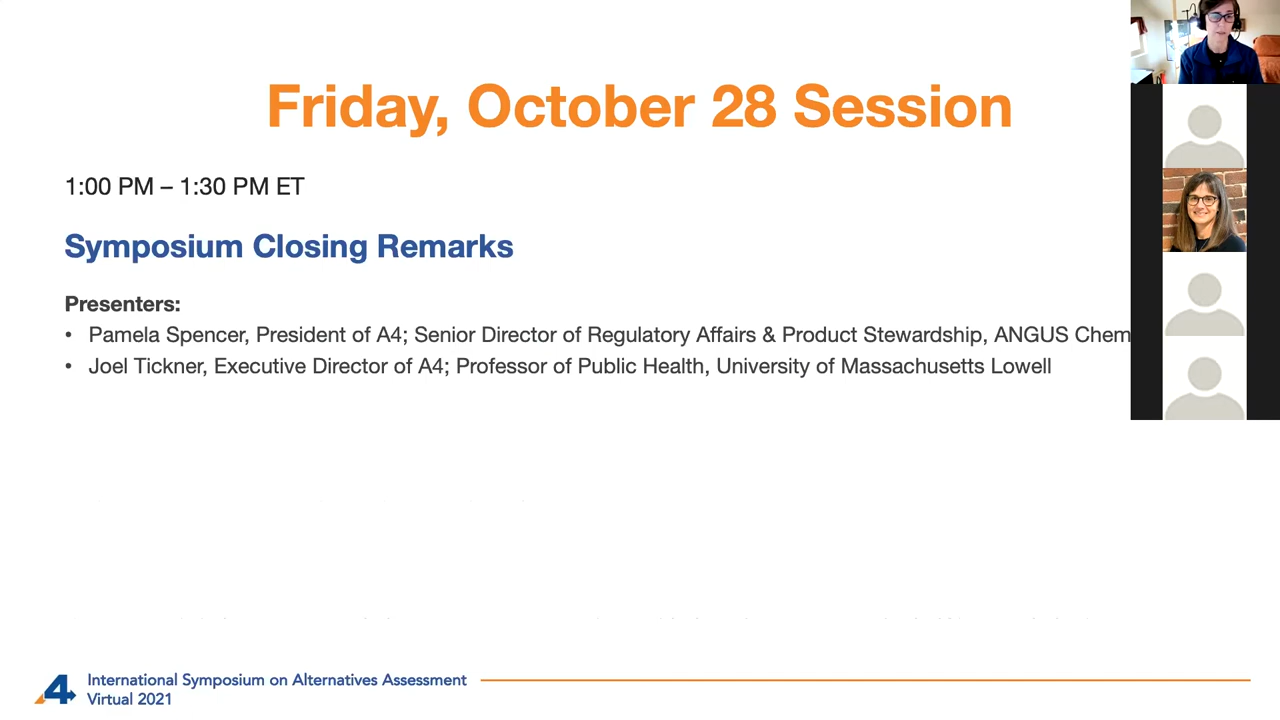 Friday, October 28 Session
1:00 PM – 1:30 PM ET
Symposium Closing Remarks
Presenters:
• Pamela Spencer, President of A4; Senior Director of Regulatory Affairs & Product Stewardship, ANGUS Chem
• Joel Tickner, Executive Director of A4; Professor of Public Health, University of Massachusetts Lowell
A4 International Symposium on Alternatives Assessment
Virtual 2021